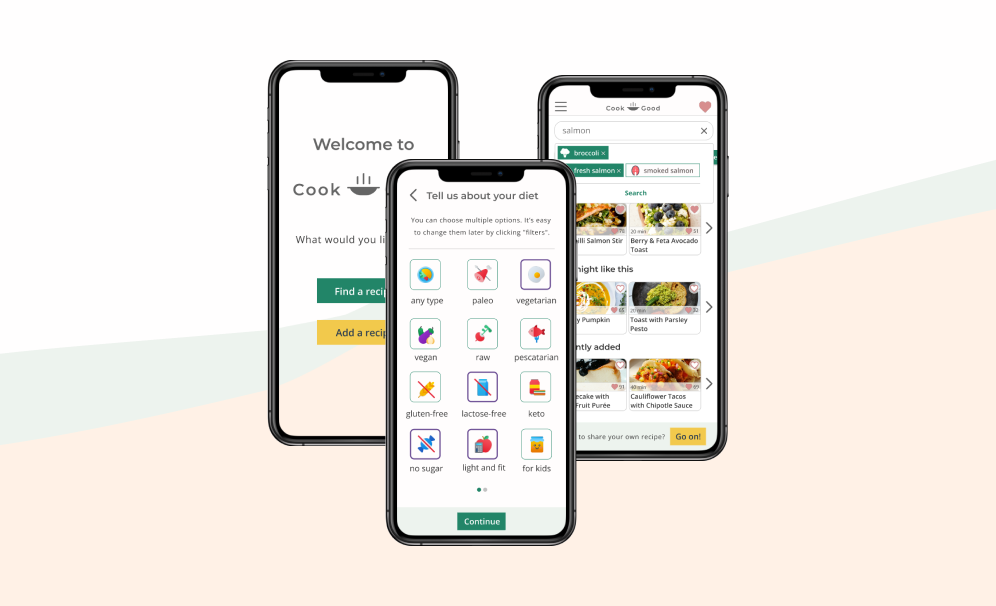 Welcome to
Cook
What would you li
Find a recip
Add a recip
Tell us about your diet
You can choose multiple options. It's easy
to change them later by clicking "filters".
any type
paleo
vegetarian
vegan
raw
pescatarian
gluten-free
lactose-free
keto
no sugar
light and fit
for kids
Continue
Cook Good
salmon
broccoli ×
fresh salmon ×
smoked salmon
Search
78
20 min
31
illi Salmon Stir
Berry & Feta Avocado
Toast
night like this
65
20 min
32
y Pumpkin
Toast with Parsley
Pesto
ntly added
91
40 min
69
ecake with
Fruit Purée
Cauliflower Tacos
with Chipotle Sauce
to share your own recipe?
Go on!